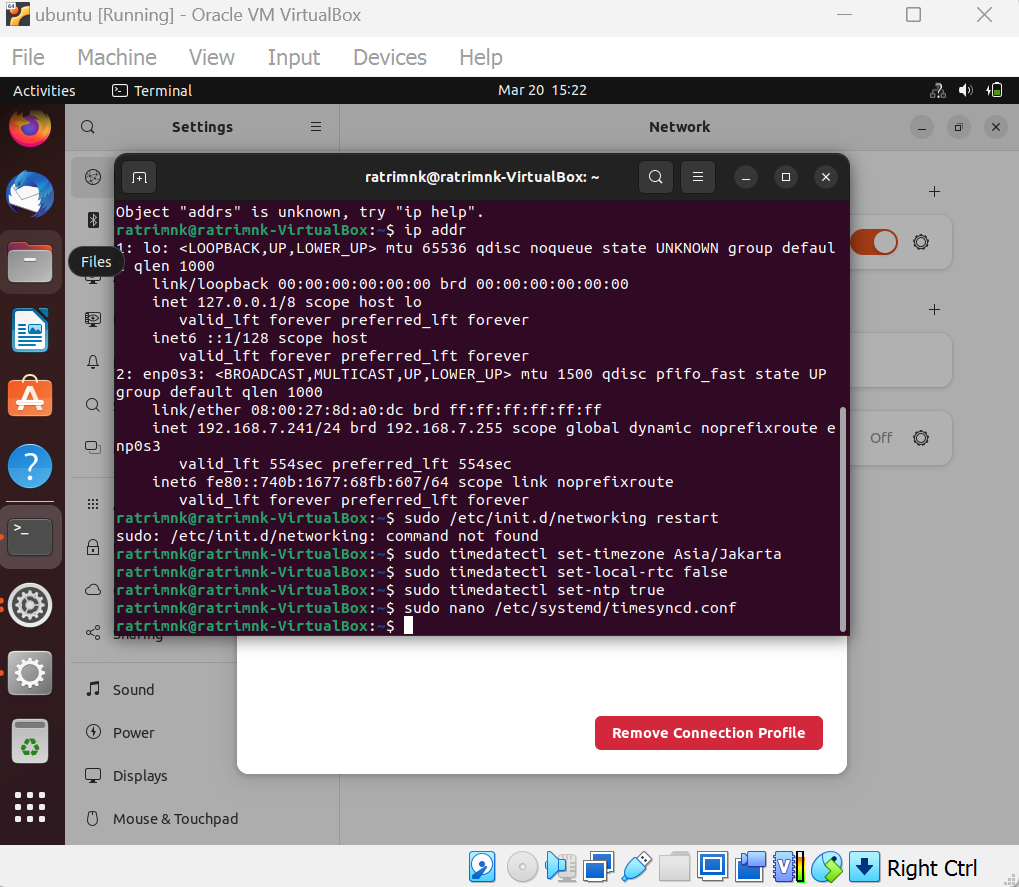 ubuntu [Running] - Oracle VM VirtualBox
File Machine View Input Devices Help
Activities Terminal Mar 20 15:22
Settings Network
ratrimnk@ratrimnk-VirtualBox: ~
Object "addrs" is unknown, try "ip help".
ratrimnk@ratrimnk-VirtualBox:~$ ip addr
1: lo: <LOOPBACK,UP,LOWER_UP> mtu 65536 qdisc noqueue state UNKNOWN group defaul
t qlen 1000
link/loopback 00:00:00:00:00:00 brd 00:00:00:00:00:00
inet 127.0.0.1/8 scope host lo
valid_lft forever preferred_lft forever
inet6 ::1/128 scope host
valid_lft forever preferred_lft forever
2: enp0s3: <BROADCAST,MULTICAST,UP,LOWER_UP> mtu 1500 qdisc pfifo_fast state UP
group default qlen 1000
link/ether 08:00:27:8d:a0:dc brd ff:ff:ff:ff:ff:ff
inet 192.168.7.241/24 brd 192.168.7.255 scope global dynamic noprefixroute e
np0s3
valid_lft 554sec preferred_lft 554sec
inet6 fe80::740b:1677:68fb:607/64 scope link noprefixroute
valid_lft forever preferred_lft forever
ratrimnk@ratrimnk-VirtualBox:~$ sudo /etc/init.d/networking restart
sudo: /etc/init.d/networking: command not found
ratrimnk@ratrimnk-VirtualBox:~$ sudo timedatectl set-timezone Asia/Jakarta
ratrimnk@ratrimnk-VirtualBox:~$ sudo timedatectl set-local-rtc false
ratrimnk@ratrimnk-VirtualBox:~$ sudo timedatectl set-ntp true
ratrimnk@ratrimnk-VirtualBox:~$ sudo nano /etc/systemd/timesyncd.conf
ratrimnk@ratrimnk-VirtualBox:~$
Files
Off
Sharing
Sound
Power
Displays
Mouse & Touchpad
Remove Connection Profile
Right Ctrl